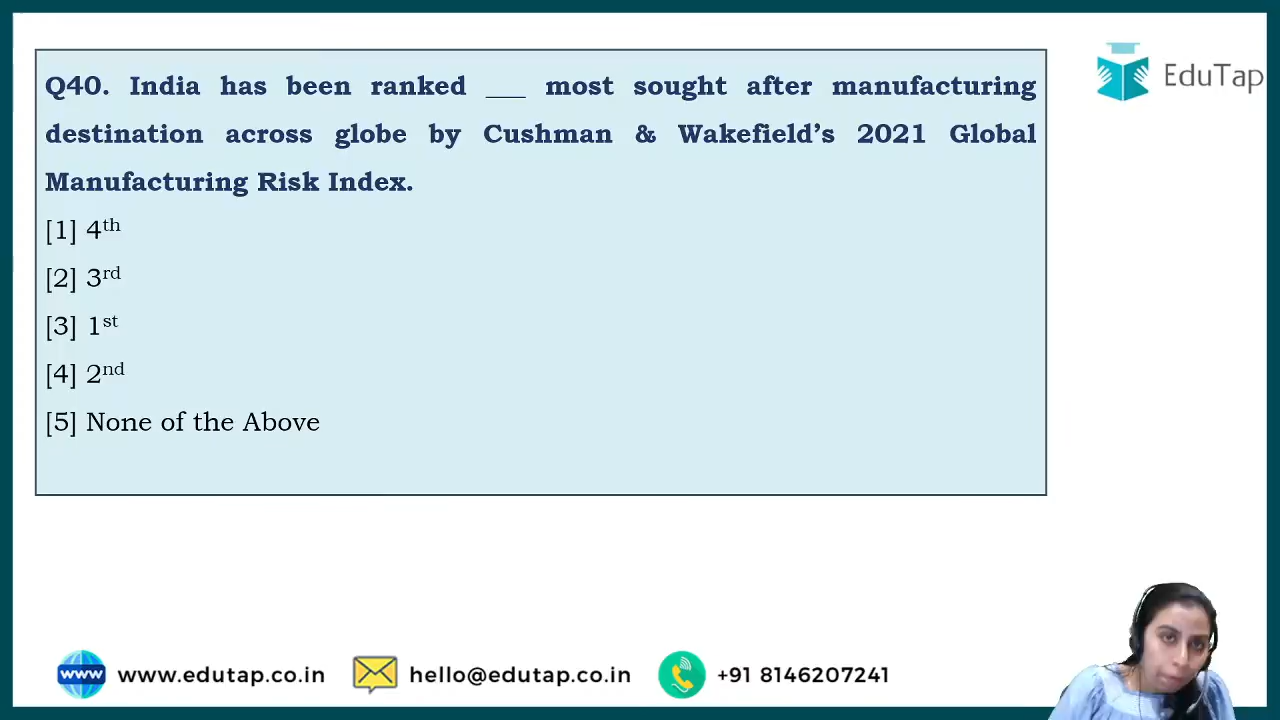 Q40. India has been ranked ___ most sought after manufacturing
destination across globe by Cushman & Wakefield’s 2021 Global
Manufacturing Risk Index.
[1] 4th
[2] 3rd
[3] 1st
[4] 2nd
[5] None of the Above
EduTap
www www.edutap.co.in hello@edutap.co.in +91 8146207241